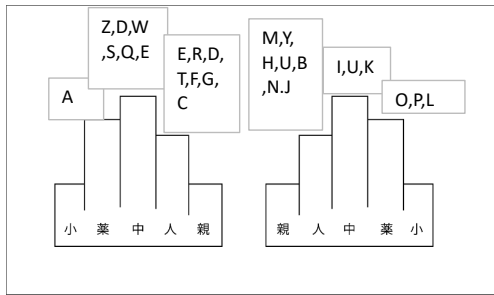 A
Z,D,W
,S,Q,E
E,R,D,
T,F,G,
C
M,Y,
H,U,B
,N.J
I,U,K
O,P,L
小 薬 中 人 親
親 人 中 薬 小